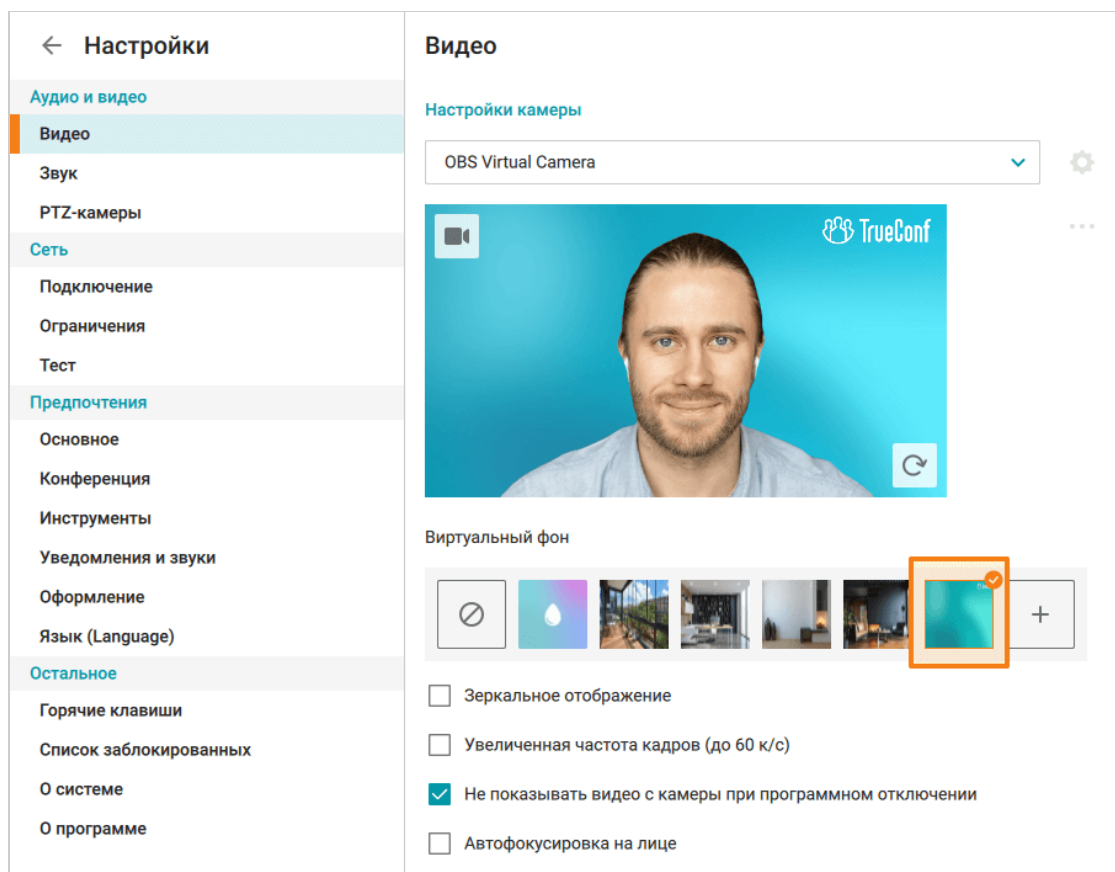 Настройки
Аудио и видео
Видео
Звук
PTZ-камеры
Сеть
Подключение
Ограничения
Тест
Предпочтения
Основное
Конференция
Инструменты
Уведомления и звуки
Оформление
Язык (Language)
Остальное
Горячие клавиши
Список заблокированных
О системе
О программе
Видео
Настройки камеры
OBS Virtual Camera
TrueConf
Виртуальный фон
Зеркальное отображение
Увеличенная частота кадров (до 60 к/с)
Не показывать видео с камеры при программном отключении
Автофокусировка на лице